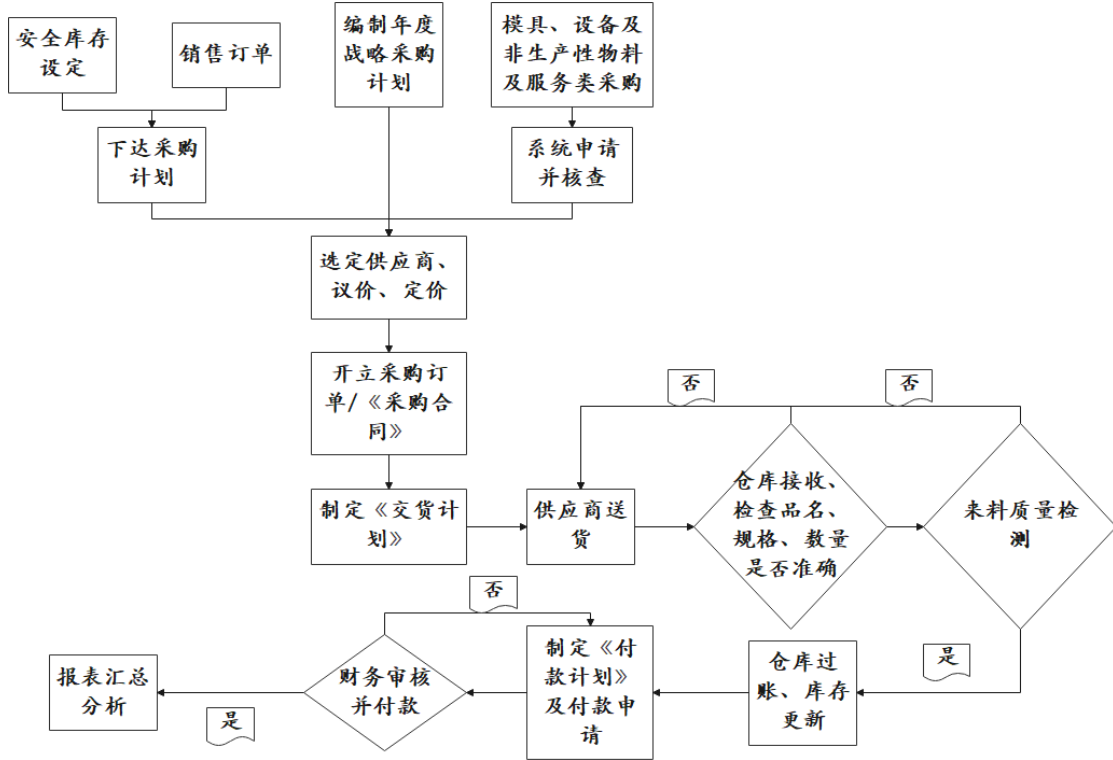 安全库存
设定
销售订单
编制年度
战略采购
计划
模具、设备及
非生产性物料
及服务类采购
下达采购
计划
系统申请
并核查
选定供应商、
议价、定价
开立采购订
单/《采购合
同》
否
否
制定《交货计
划》
供应商送
货
仓库接收、
检查品名、
规格、数量
是否准确
来料质量检
测
否
是
报表汇总
分析
财务审核
并付款
制定《付
款计划》
及付款申
请
仓库过
账、库存
更新
是